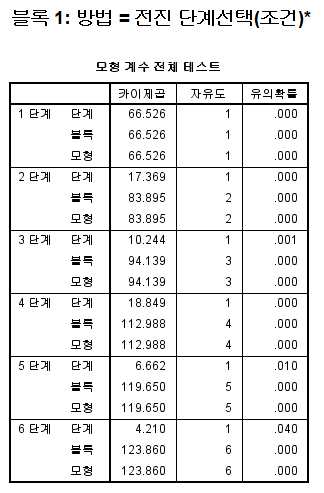 블록 1: 방법 = 전진 단계선택(조건)*
모형 계수 전체 테스트
카이제곱 자유도 유의확률
1 단계 단계 66.526 1 .000
블록 66.526 1 .000
모형 66.526 1 .000
2 단계 단계 17.369 1 .000
블록 83.895 2 .000
모형 83.895 2 .000
3 단계 단계 10.244 1 .001
블록 94.139 3 .000
모형 94.139 3 .000
4 단계 단계 18.849 1 .000
블록 112.988 4 .000
모형 112.988 4 .000
5 단계 단계 6.662 1 .010
블록 119.650 5 .000
모형 119.650 5 .000
6 단계 단계 4.210 1 .040
블록 123.860 6 .000
모형 123.860 6 .000